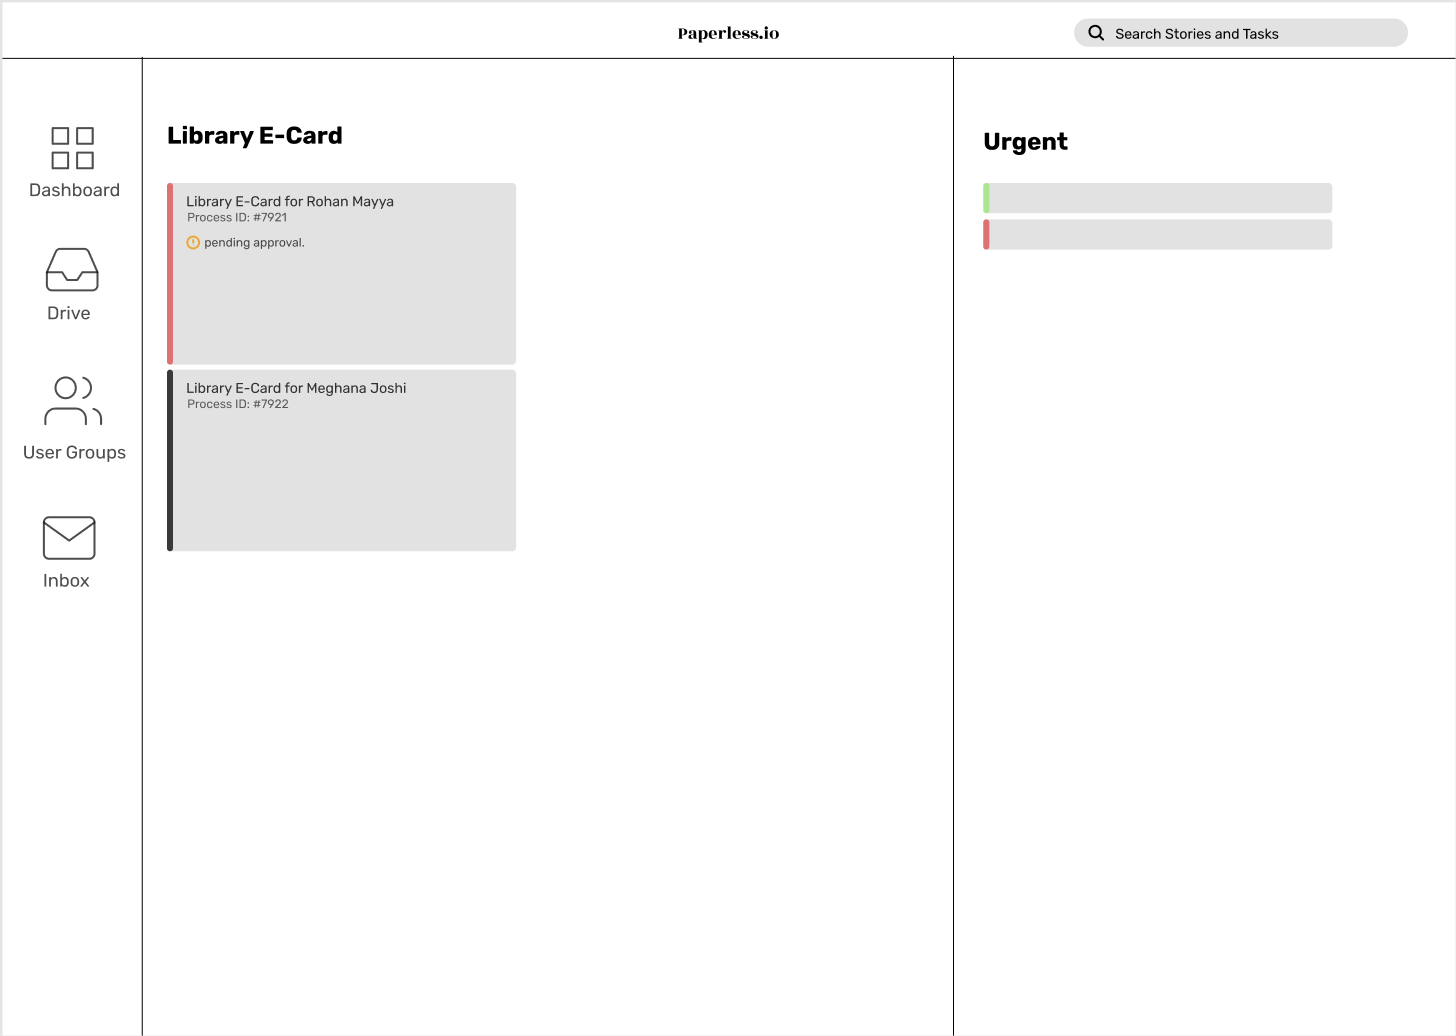 Paperless.io
Search Stories and Tasks
Dashboard
Drive
User Groups
Inbox
Library E-Card
Library E-Card for Rohan Mayya
Process ID: #7921
pending approval.
Library E-Card for Meghana Joshi
Process ID: #7922
Urgent